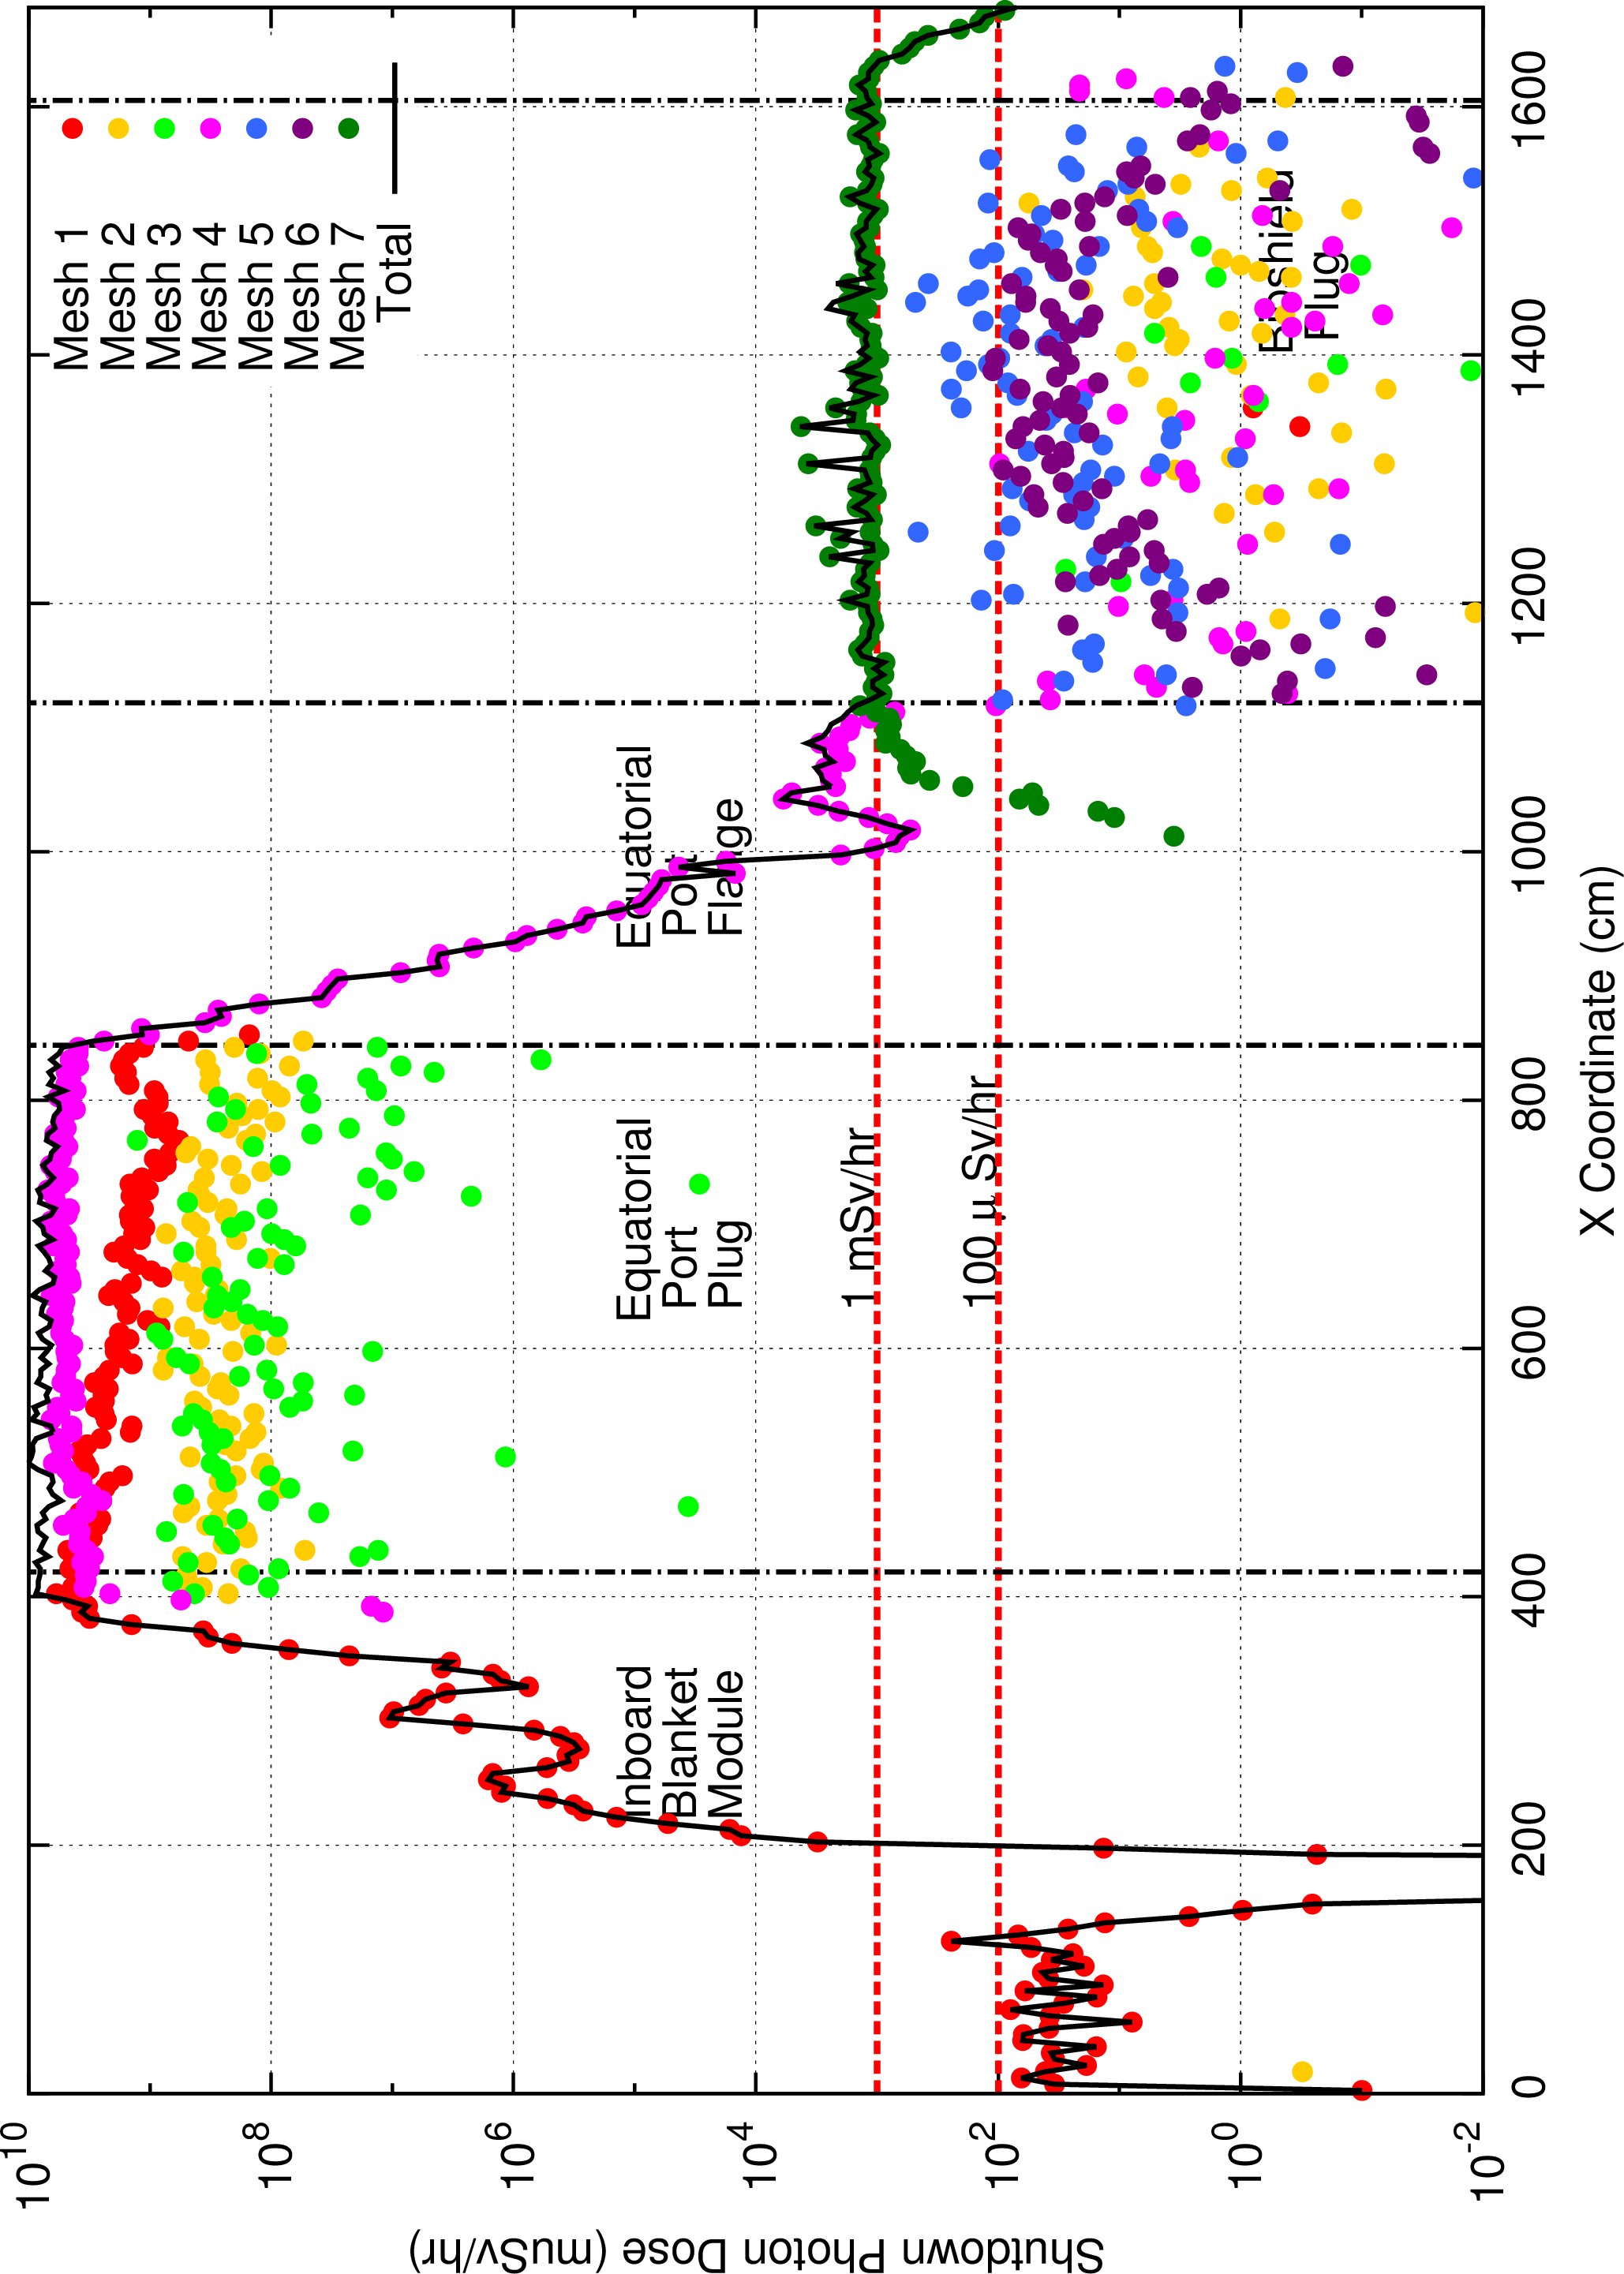 Shutdown Photon Dose (muSv/hr)
10^10
10^8
10^6
10^4
10^2
10^0
10^-2
0
200
400
600
800
1000
1200
1400
1600
X Coordinate (cm)
Mesh 1
Mesh 2
Mesh 3
Mesh 4
Mesh 5
Mesh 6
Mesh 7
Total
Inboard
Blanket
Module
Equatorial
Port
Plug
Equatorial
Port
Flange
Bioshield
Plug
1 mSv/hr
100 μ Sv/hr